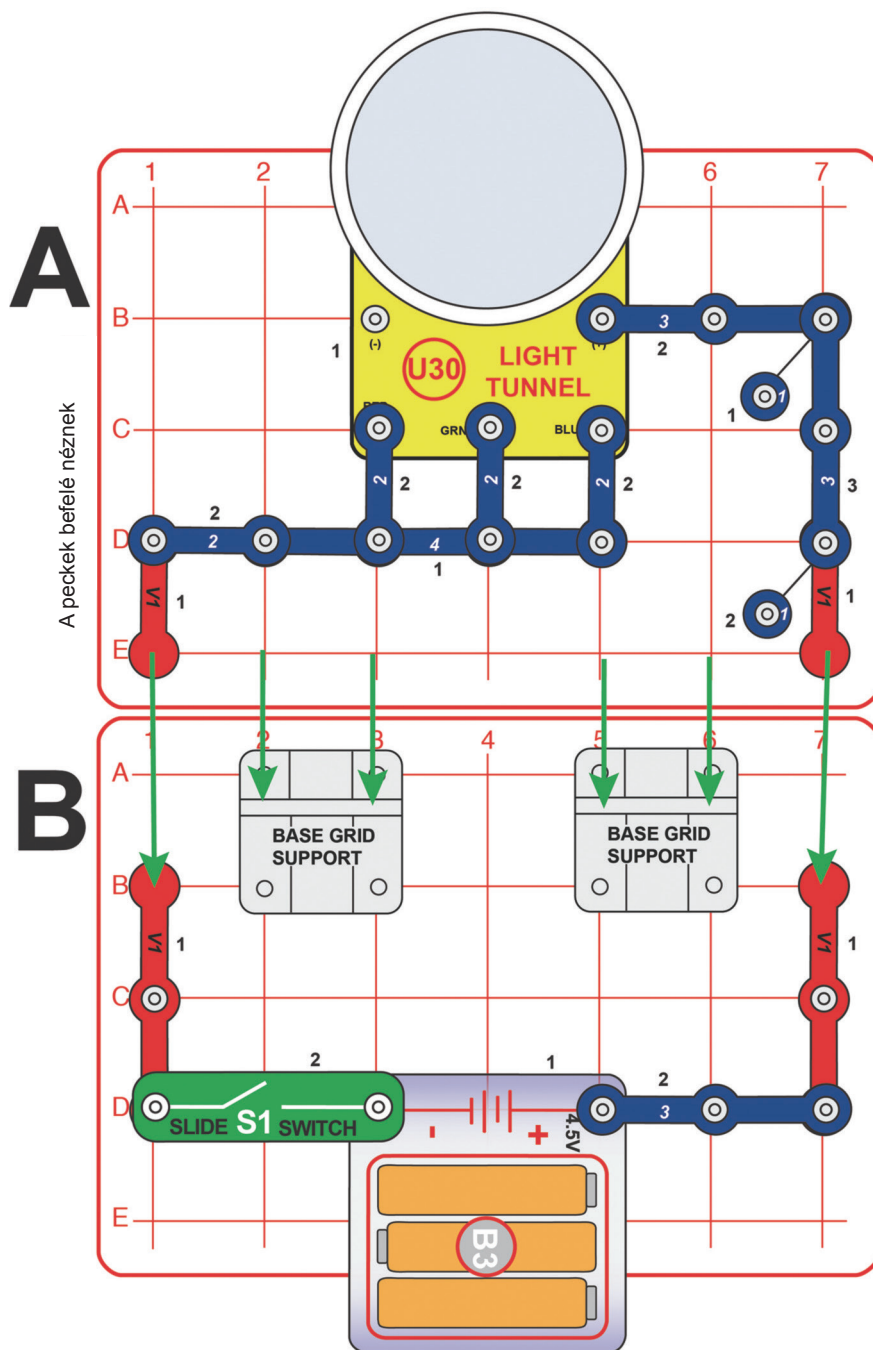 A
A peckek befelé néznek
1 2 6 7
A
B
C
D
E
(-)
(+)
1
U30
LIGHT
TUNNEL
GRN
3
2
1
1
2
2
2
2
2
2
3
3
2
2
4
1
V1
1
V1
1
2
1
B
1 2 3 4 5 6 7
A
B
C
D
E
BASE GRID
SUPPORT
BASE GRID
SUPPORT
V1
1
V1
1
2
1
2
3
SLIDE S1 SWITCH
-
+
4.5V
B3